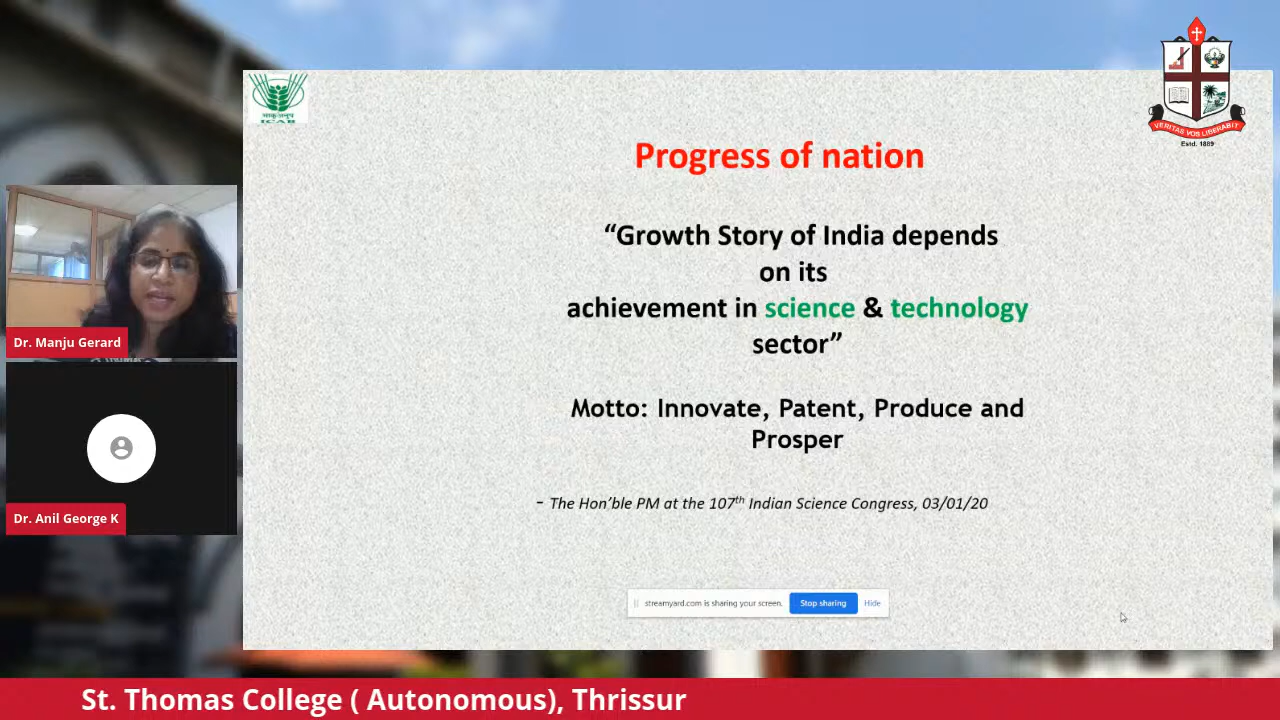 भाकृअनुप
ICAR
VERITAS VOS LIBERABIT
Estd. 1889
Progress of nation
“Growth Story of India depends
on its
achievement in science & technology
sector”
Motto: Innovate, Patent, Produce and
Prosper
- The Hon’ble PM at the 107th Indian Science Congress, 03/01/20
Dr. Manju Gerard
Dr. Anil George K
streamyard.com is sharing your screen. Stop sharing Hide
St. Thomas College ( Autonomous), Thrissur